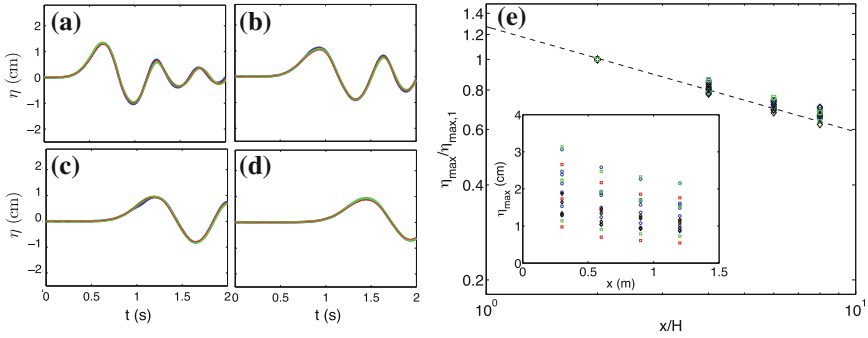 (a)
(b)
2
1
0
-1
-2
η (cm)
(c)
(d)
2
1
0
-1
-2
η (cm)
0
0.5
1
1.5
2
0
0.5
1
1.5
2
t (s)
t (s)
(e)
1.4
1.2
1
0.8
0.6
0.4
0.2
η_max/η_max,1
10^0
10^1
x/H
4
3
2
1
0
η_max (cm)
0
0.5
1
1.5
x (m)